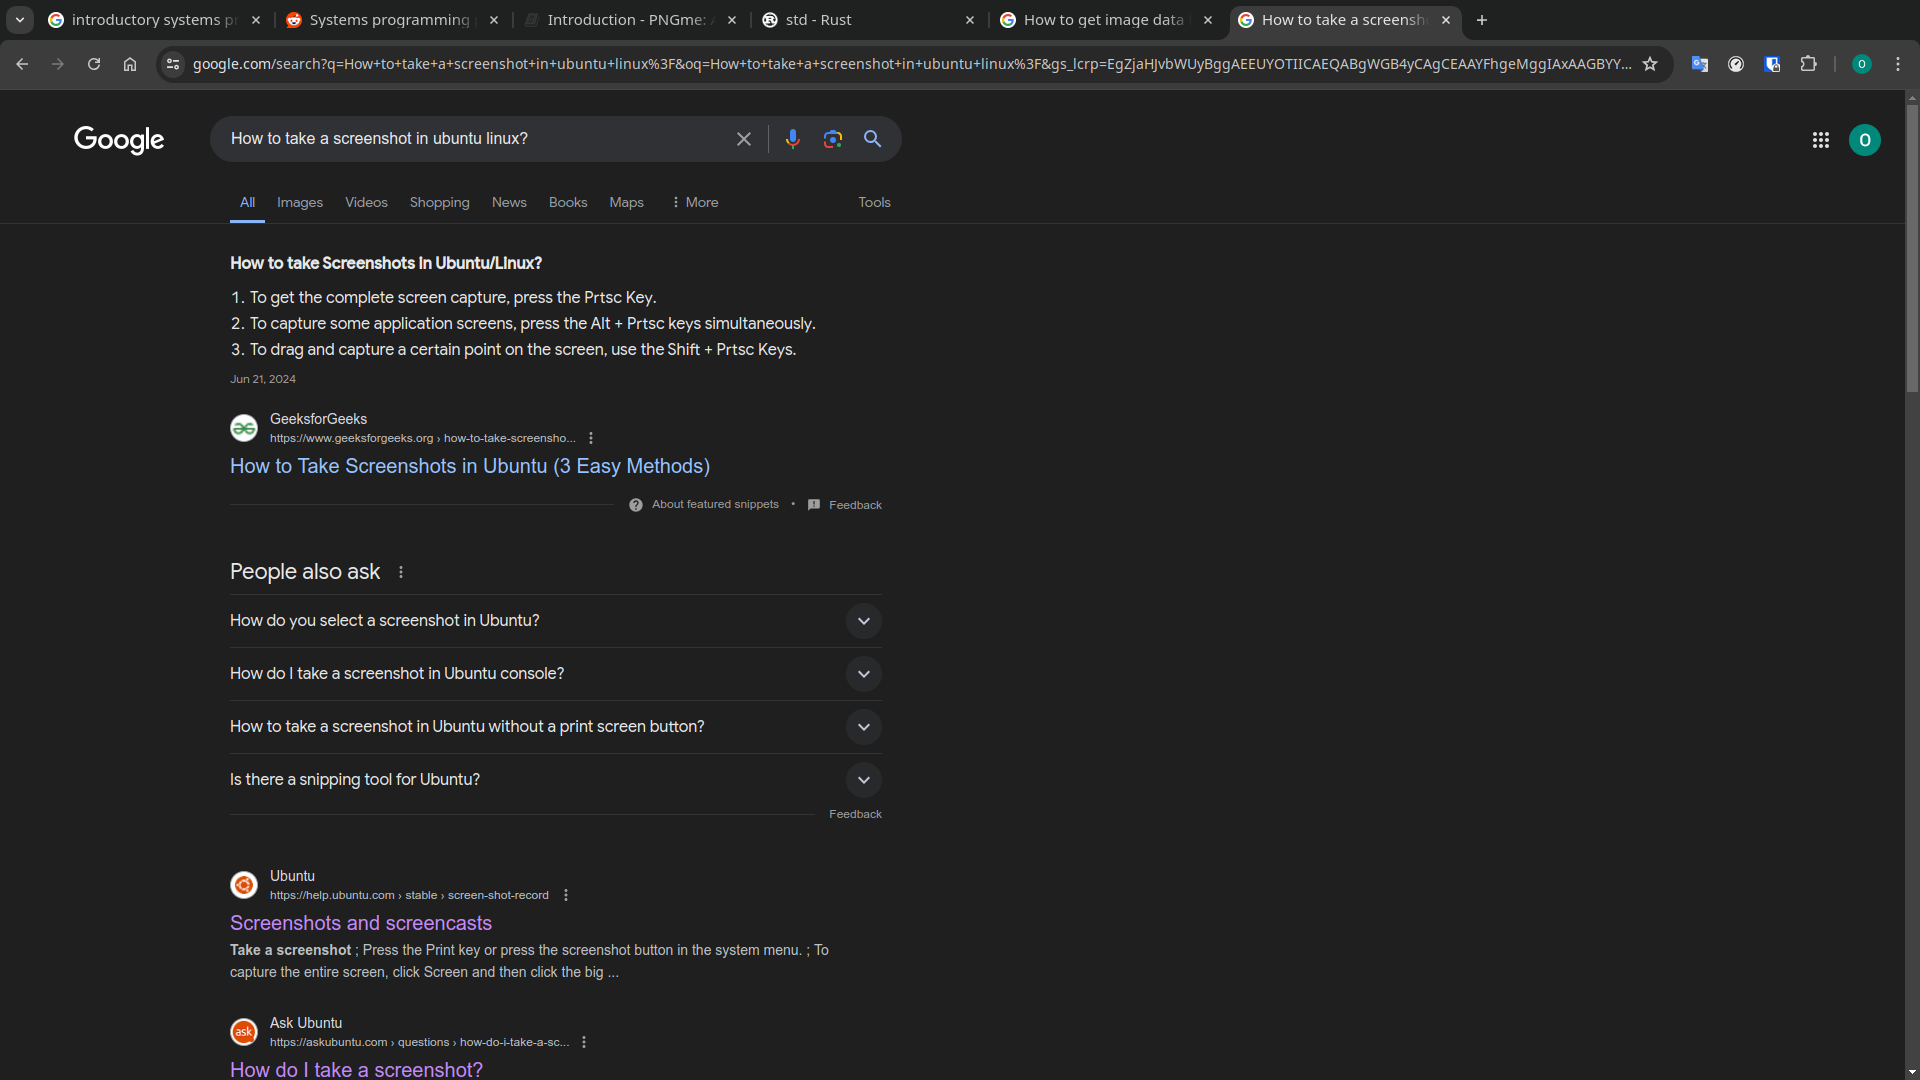 introductory systems pr
Systems programming
Introduction - PNGme:
std - Rust
How to get image data
How to take a screensh
google.com/search?q=How+to+take+a+screenshot+in+ubuntu+linux%3F&oq=How+to+take+a+screenshot+in+ubuntu+linux%3F&gs_lcrp=EgZjaHJvbWUyBggAEEUYOTIICAEQABgWGB4yCAgCEAAYFhgeMggIAxAAGBYY...
O
Google
How to take a screenshot in ubuntu linux?
O
All
Images
Videos
Shopping
News
Books
Maps
More
Tools
How to take Screenshots in Ubuntu/Linux?
1. To get the complete screen capture, press the Prtsc Key.
2. To capture some application screens, press the Alt + Prtsc keys simultaneously.
3. To drag and capture a certain point on the screen, use the Shift + Prtsc Keys.
Jun 21, 2024
GeeksforGeeks
https://www.geeksforgeeks.org › how-to-take-screensho...
How to Take Screenshots in Ubuntu (3 Easy Methods)
About featured snippets • Feedback
People also ask
How do you select a screenshot in Ubuntu?
How do I take a screenshot in Ubuntu console?
How to take a screenshot in Ubuntu without a print screen button?
Is there a snipping tool for Ubuntu?
Feedback
Ubuntu
https://help.ubuntu.com › stable › screen-shot-record
Screenshots and screencasts
Take a screenshot ; Press the Print key or press the screenshot button in the system menu. ; To
capture the entire screen, click Screen and then click the big ...
ask
Ask Ubuntu
https://askubuntu.com › questions › how-do-i-take-a-sc...
How do I take a screenshot?